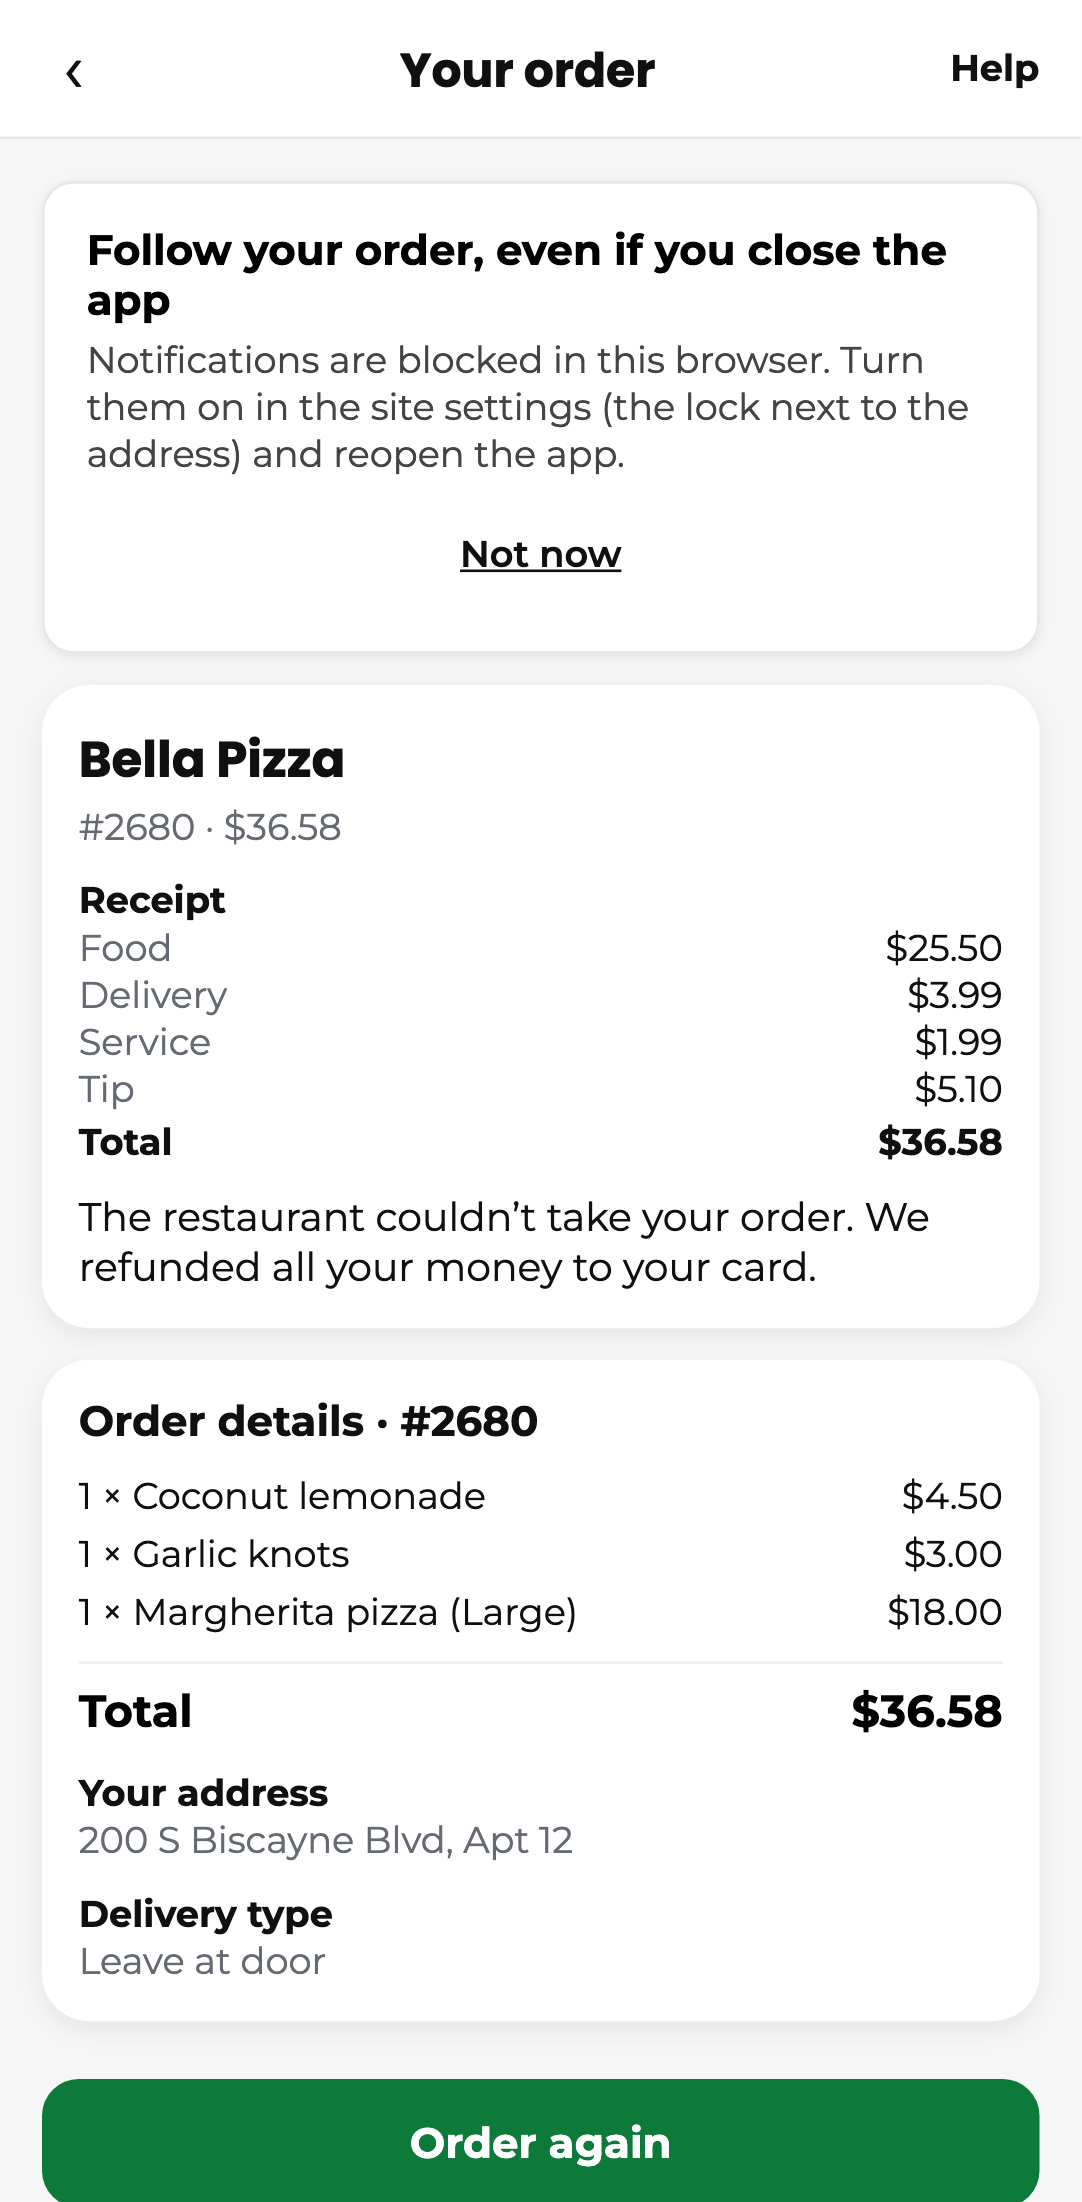 ‹ Your order Help
Follow your order, even if you close the
app
Notifications are blocked in this browser. Turn
them on in the site settings (the lock next to the
address) and reopen the app.
Not now
Bella Pizza
#2680 · $36.58
Receipt
Food $25.50
Delivery $3.99
Service $1.99
Tip $5.10
Total $36.58
The restaurant couldn’t take your order. We
refunded all your money to your card.
Order details · #2680
1 × Coconut lemonade $4.50
1 × Garlic knots $3.00
1 × Margherita pizza (Large) $18.00
Total $36.58
Your address
200 S Biscayne Blvd, Apt 12
Delivery type
Leave at door
Order again